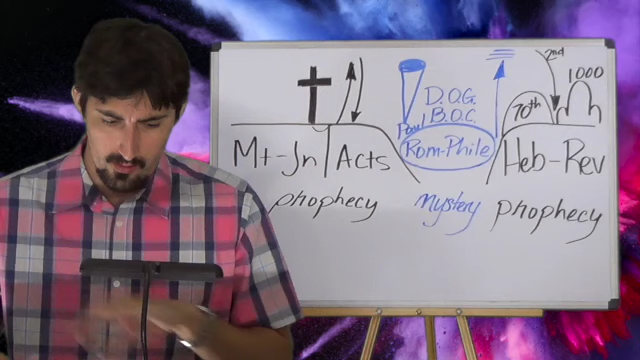 2nd
1000
D.O.G.
70th
B.O.C.
Paul
Mt-Jn Acts Rom-Phile Heb-Rev
prophecy mystery prophecy